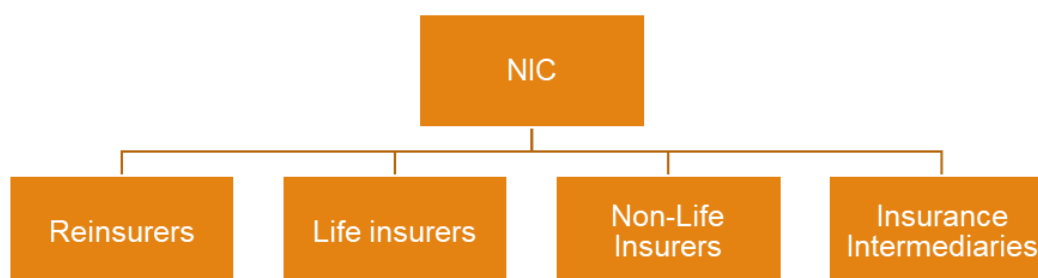 NIC
Reinsurers
Life insurers
Non-Life
Insurers
Insurance
Intermediaries